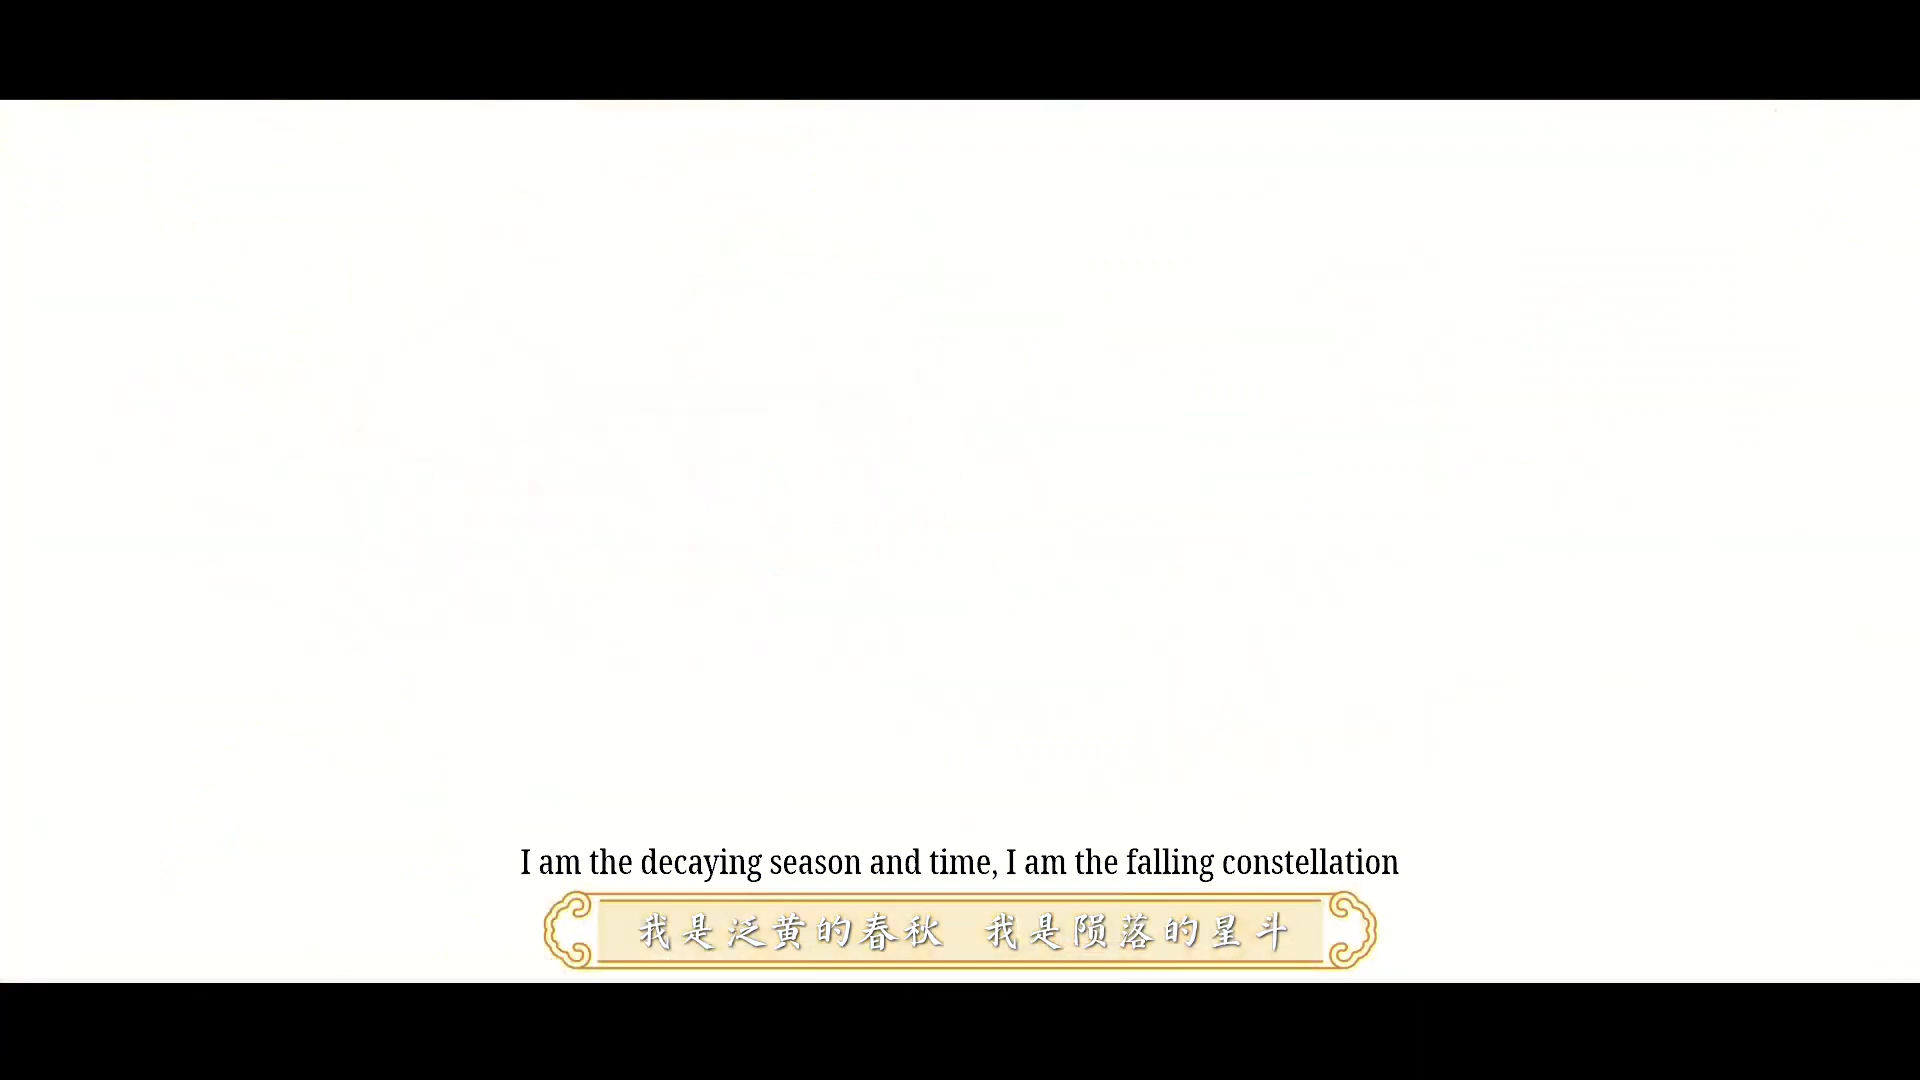 I am the decaying season and time, I am the falling constellation
我是泛黄的春秋 我是陨落的星斗